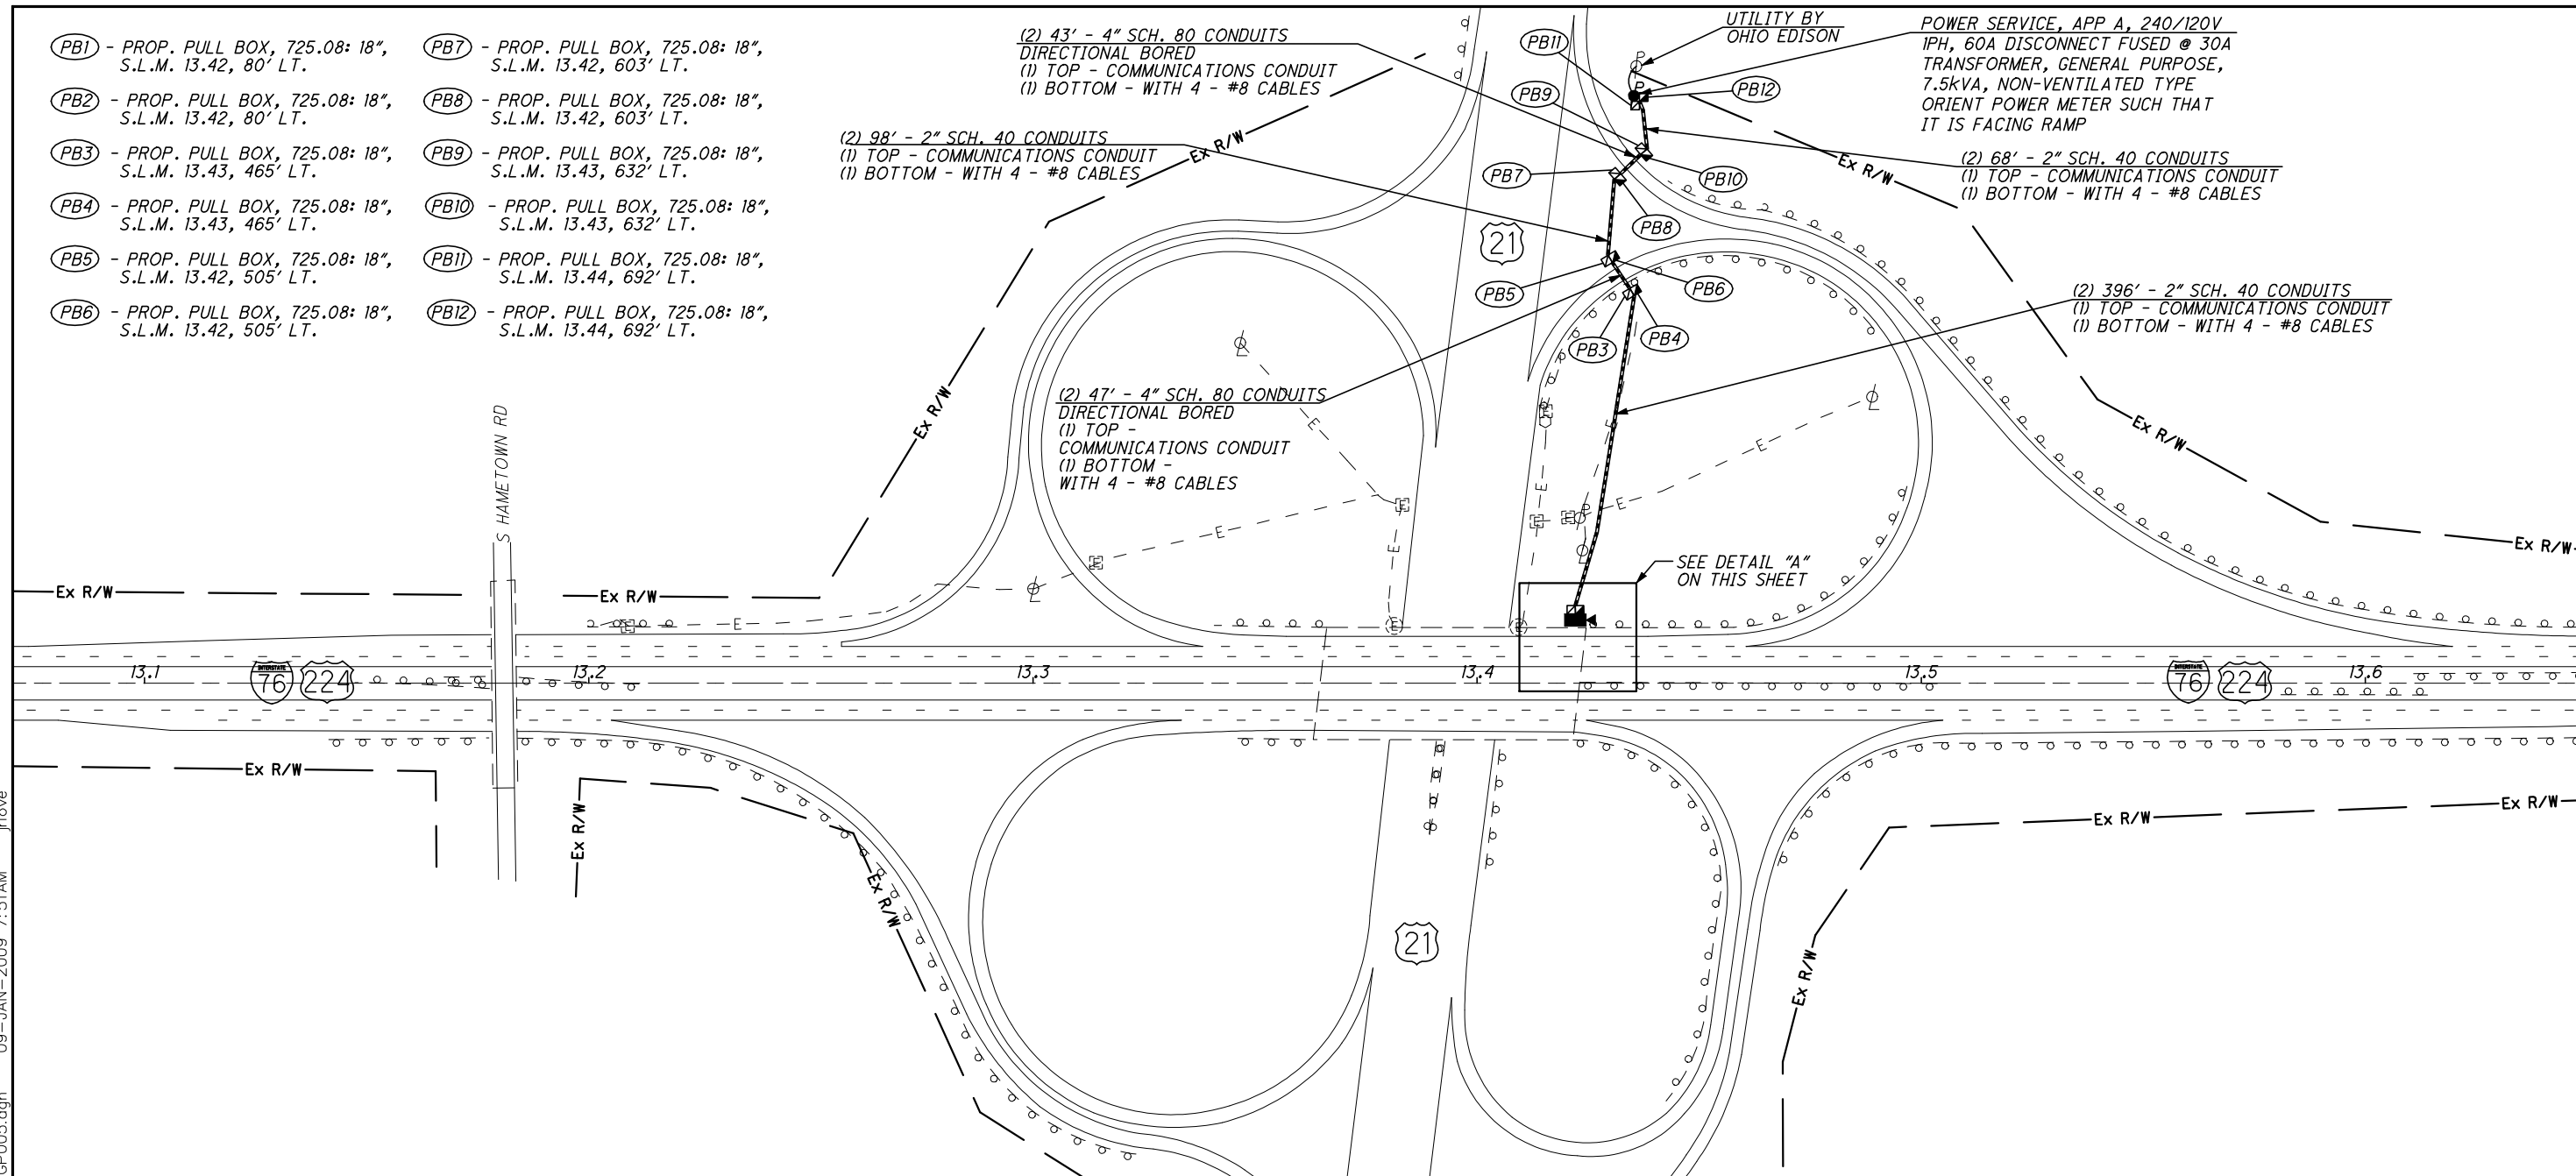 PB1 - PROP. PULL BOX, 725.08: 18",
S.L.M. 13.42, 80' LT.
PB2 - PROP. PULL BOX, 725.08: 18",
S.L.M. 13.42, 80' LT.
PB3 - PROP. PULL BOX, 725.08: 18",
S.L.M. 13.43, 465' LT.
PB4 - PROP. PULL BOX, 725.08: 18",
S.L.M. 13.43, 465' LT.
PB5 - PROP. PULL BOX, 725.08: 18",
S.L.M. 13.42, 505' LT.
PB6 - PROP. PULL BOX, 725.08: 18",
S.L.M. 13.42, 505' LT.
PB7 - PROP. PULL BOX, 725.08: 18",
S.L.M. 13.42, 603' LT.
PB8 - PROP. PULL BOX, 725.08: 18",
S.L.M. 13.42, 603' LT.
PB9 - PROP. PULL BOX, 725.08: 18",
S.L.M. 13.43, 632' LT.
PB10 - PROP. PULL BOX, 725.08: 18",
S.L.M. 13.43, 632' LT.
PB11 - PROP. PULL BOX, 725.08: 18",
S.L.M. 13.44, 692' LT.
PB12 - PROP. PULL BOX, 725.08: 18",
S.L.M. 13.44, 692' LT.
(2) 43' - 4" SCH. 80 CONDUITS
DIRECTIONAL BORED
(1) TOP - COMMUNICATIONS CONDUIT
(1) BOTTOM - WITH 4 - #8 CABLES
(2) 98' - 2" SCH. 40 CONDUITS
(1) TOP - COMMUNICATIONS CONDUIT
(1) BOTTOM - WITH 4 - #8 CABLES
UTILITY BY
OHIO EDISON
POWER SERVICE, APP A, 240/120V
1PH, 60A DISCONNECT FUSED @ 30A
TRANSFORMER, GENERAL PURPOSE,
7.5kVA, NON-VENTILATED TYPE
ORIENT POWER METER SUCH THAT
IT IS FACING RAMP
(2) 68' - 2" SCH. 40 CONDUITS
(1) TOP - COMMUNICATIONS CONDUIT
(1) BOTTOM - WITH 4 - #8 CABLES
(2) 396' - 2" SCH. 40 CONDUITS
(1) TOP - COMMUNICATIONS CONDUIT
(1) BOTTOM - WITH 4 - #8 CABLES
(2) 47' - 4" SCH. 80 CONDUITS
DIRECTIONAL BORED
(1) TOP -
COMMUNICATIONS CONDUIT
(1) BOTTOM -
WITH 4 - #8 CABLES
PB11
P
P
PB12
PB9
PB7
PB10
PB8
21
PB5
PB6
PB3
PB4
Ex R/W
Ex R/W
Ex R/W
Ex R/W
S HAMETOWN RD
E
E
E
E
E
E
E
E
E
E
E
E
E
E
P
E
E
E
SEE DETAIL "A"
ON THIS SHEET
Ex R/W
Ex R/W
Ex R/W
13.1
INTERSTATE
76
224
13.2
13.3
13.4
13.5
INTERSTATE
76
224
13.6
Ex R/W
Ex R/W
Ex R/W
Ex R/W
Ex R/W
Ex R/W
21
GP005.dgn 09-JAN-2009 7:51AM jhove